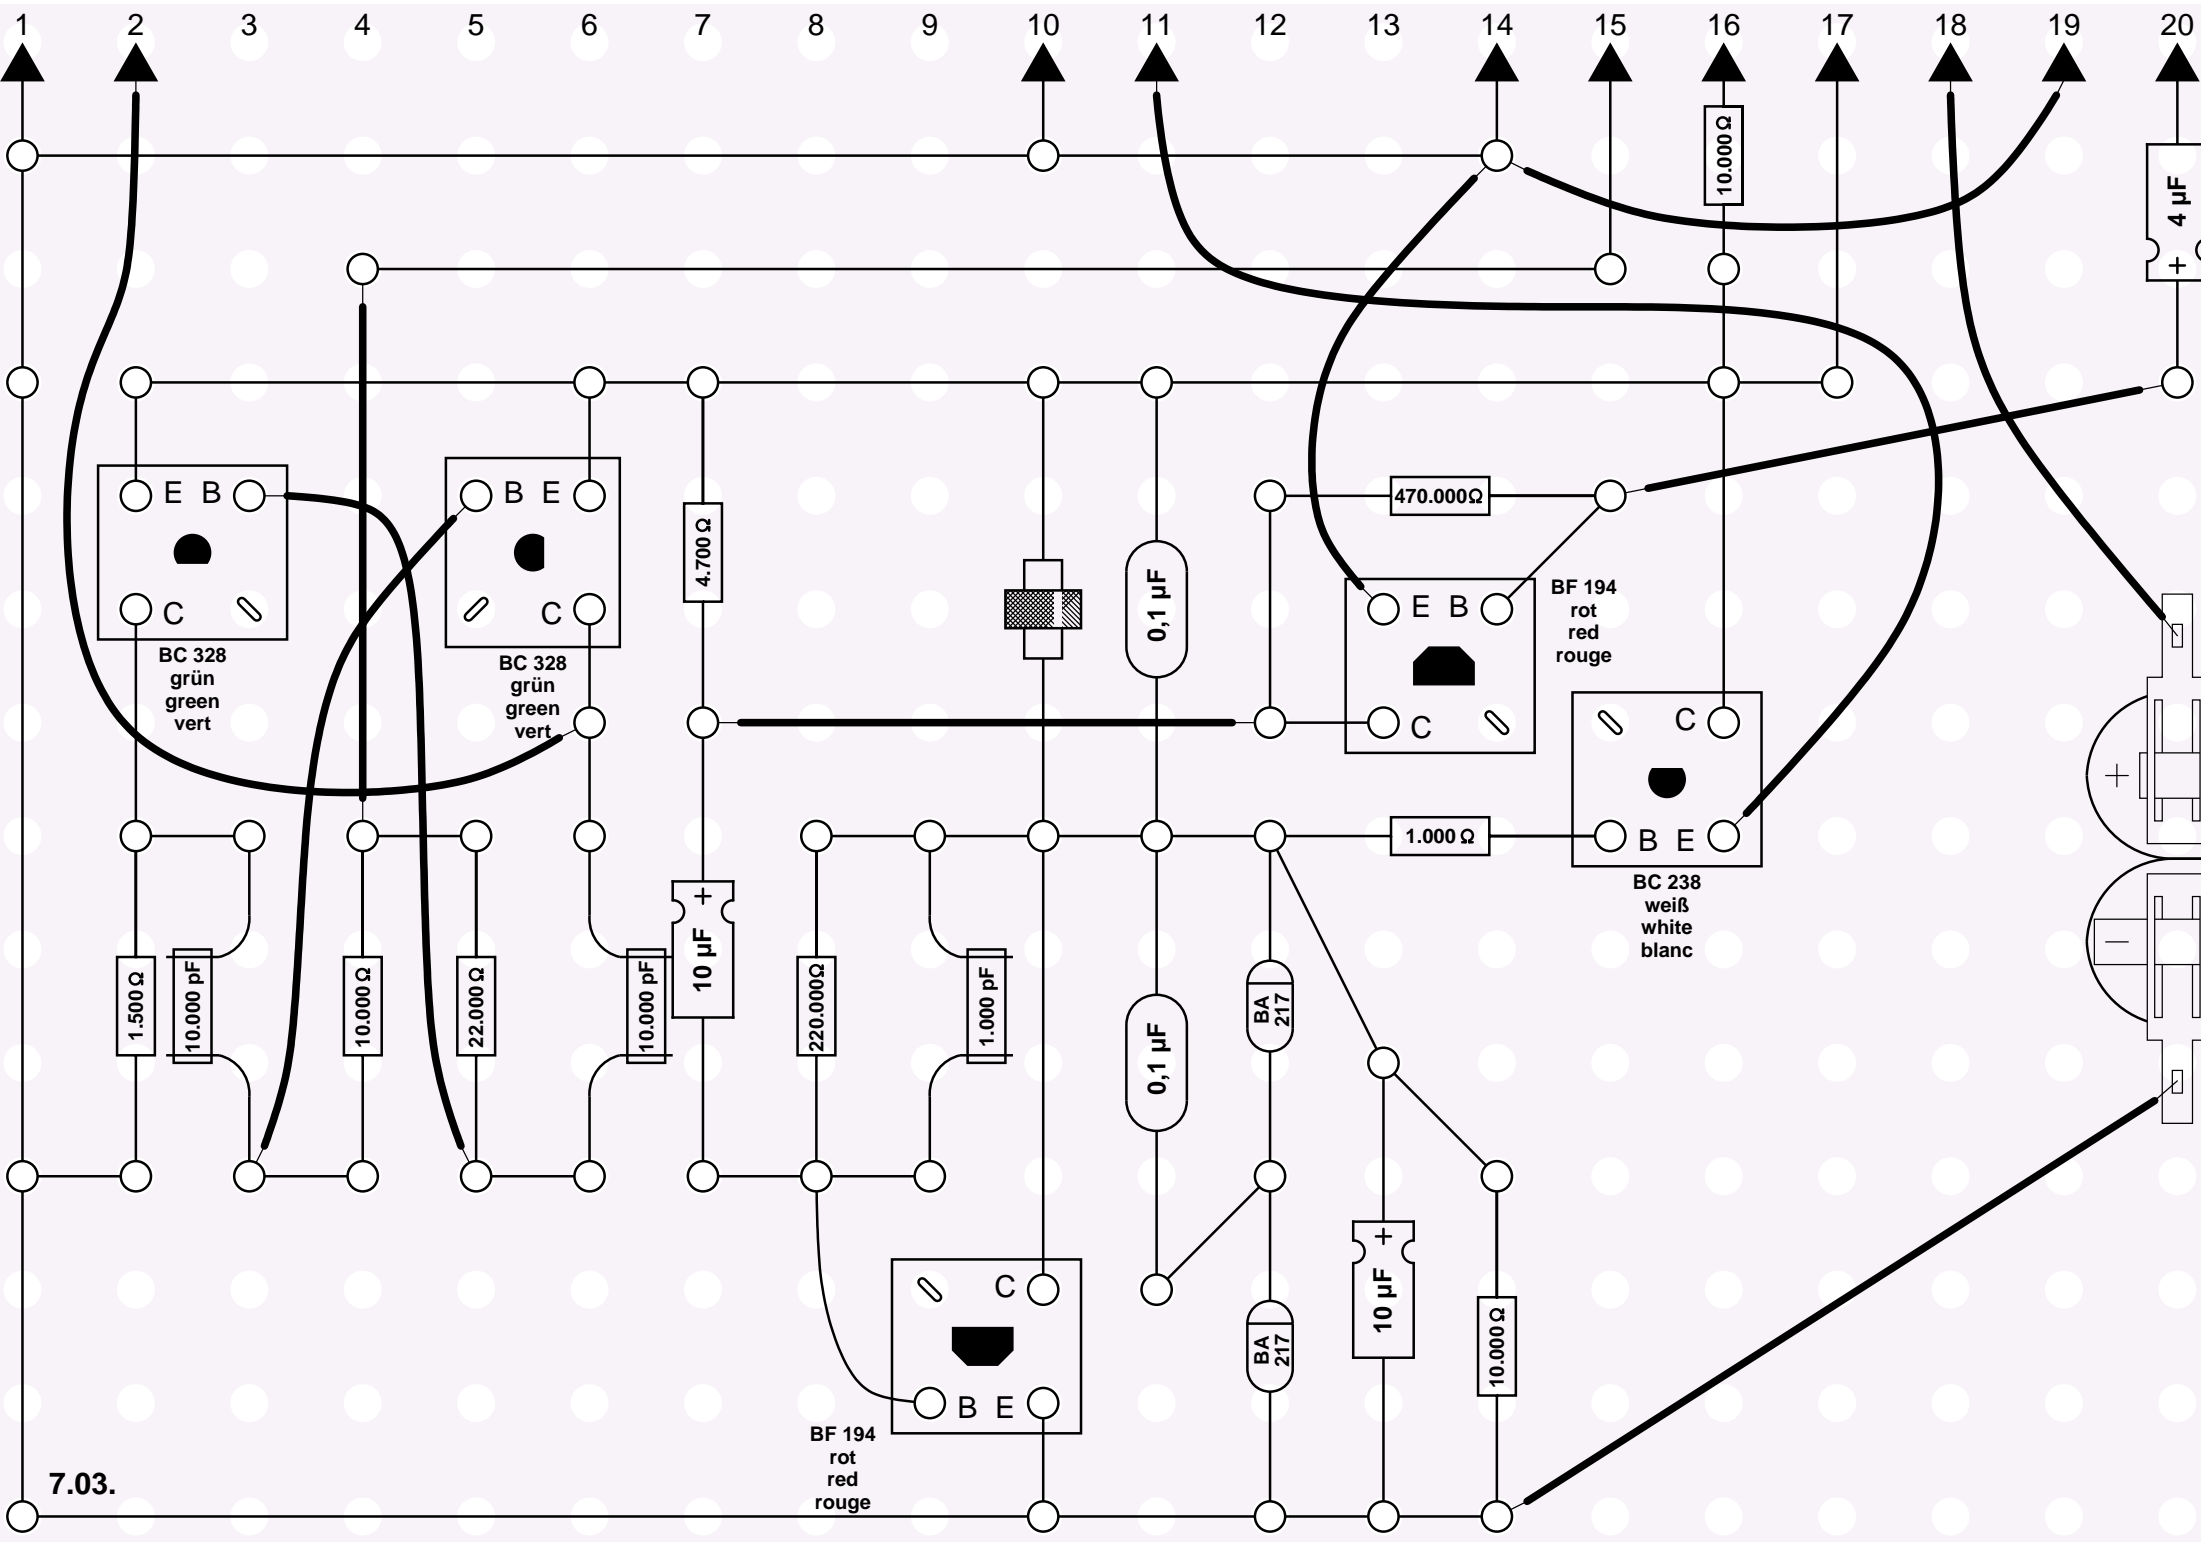 1 2 3 4 5 6 7 8 9 10 11 12 13 14 15 16 17 18 19 20
10.000 Ω
4 µF
+
E B
C
BC 328
grün
green
vert
B E
C
BC 328
grün
green
vert
4.700 Ω
0,1 µF
470.000Ω
E B
C
BF 194
rot
red
rouge
C
B E
BC 238
weiß
white
blanc
1.000 Ω
+
−
1.500 Ω
10.000 pF
10.000 Ω
22.000 Ω
10.000 pF
+
10 µF
220.000Ω
1.000 pF
0,1 µF
BA
217
C
B E
BF 194
rot
red
rouge
BA
217
+
10 µF
10.000 Ω
7.03.